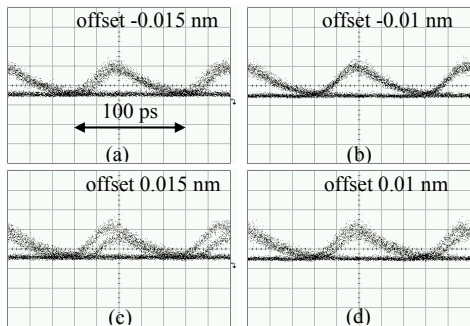 offset -0.015 nm
offset -0.01 nm
100 ps
(a)
(b)
offset 0.015 nm
offset 0.01 nm
(c)
(d)